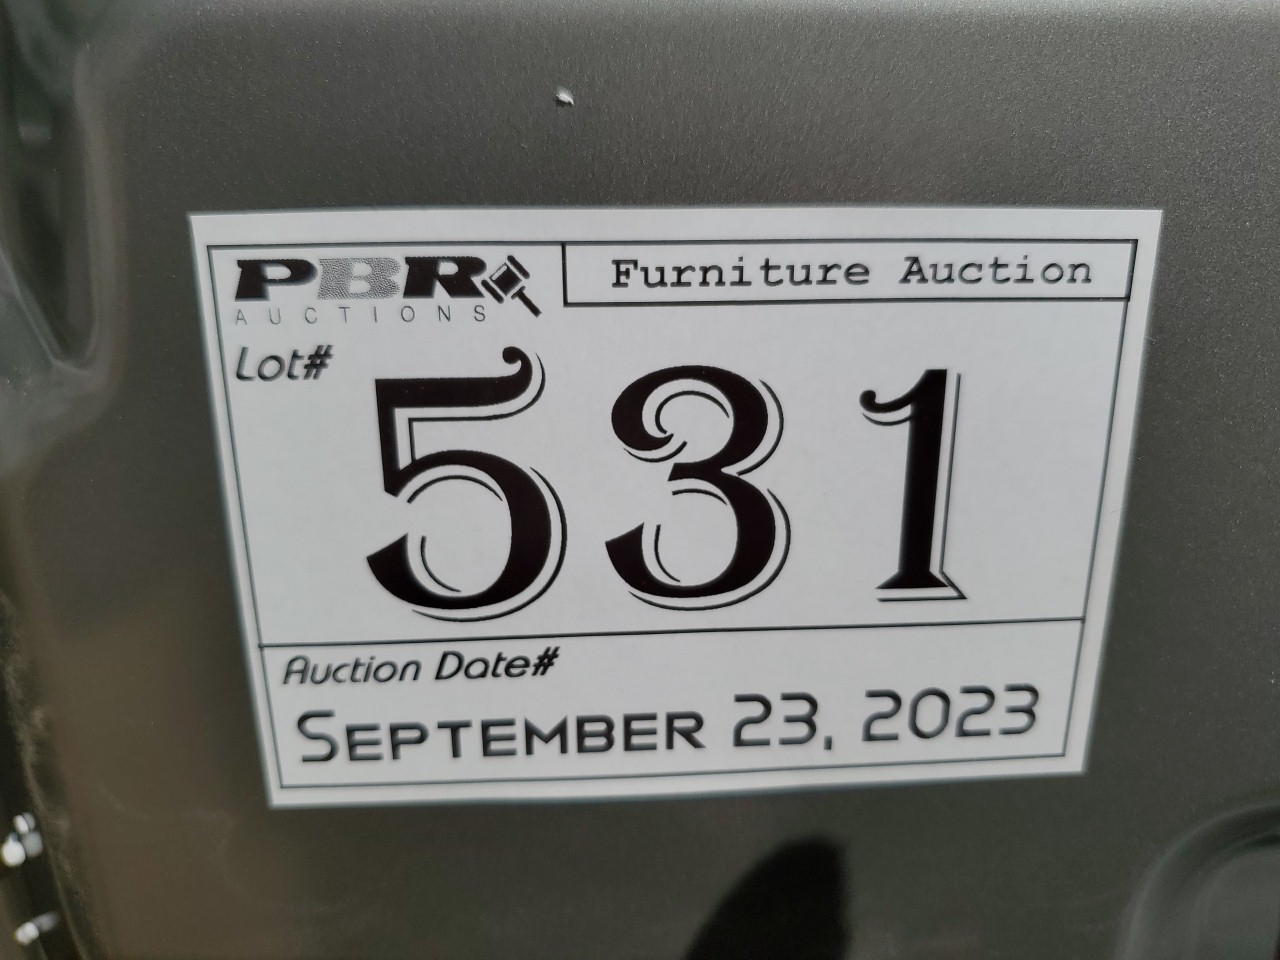 PBR
AUCTIONS
Furniture Auction
Lot#
531
Auction Date#
September 23, 2023